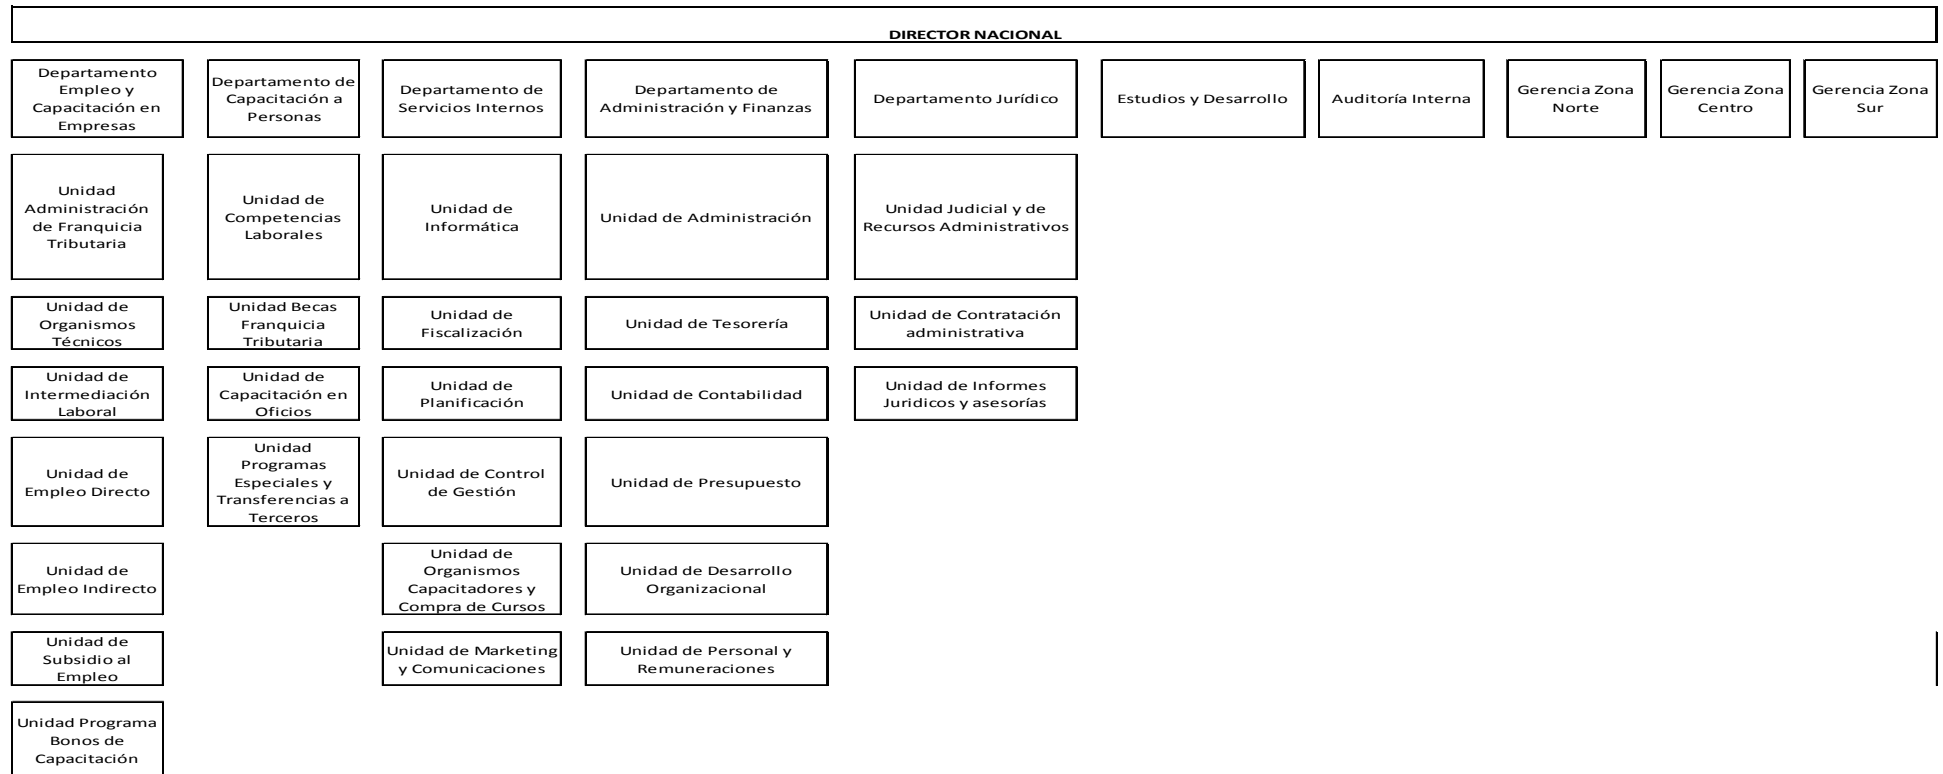 DIRECTOR NACIONAL
Departamento
Empleo y
Capacitación en
Empresas
Departamento de
Capacitación a
Personas
Departamento de
Servicios Internos
Departamento de
Administración y Finanzas
Departamento Jurídico
Estudios y Desarrollo
Auditoría Interna
Gerencia Zona
Norte
Gerencia Zona
Centro
Gerencia Zona
Sur
Unidad
Administración
de Franquicia
Tributaria
Unidad de
Competencias
Laborales
Unidad de
Informática
Unidad de Administración
Unidad Judicial y de
Recursos Administrativos
Unidad de
Organismos
Técnicos
Unidad Becas
Franquicia
Tributaria
Unidad de
Fiscalización
Unidad de Tesorería
Unidad de Contratación
administrativa
Unidad de
Intermediación
Laboral
Unidad de
Capacitación en
Oficios
Unidad de
Planificación
Unidad de Contabilidad
Unidad de Informes
Juridicos y asesorías
Unidad de
Empleo Directo
Unidad
Programas
Especiales y
Transferencias a
Terceros
Unidad de Control
de Gestión
Unidad de Presupuesto
Unidad de
Empleo Indirecto
Unidad de
Organismos
Capacitadores y
Compra de Cursos
Unidad de Desarrollo
Organizacional
Unidad de
Subsidio al
Empleo
Unidad de Marketing
y Comunicaciones
Unidad de Personal y
Remuneraciones
Unidad Programa
Bonos de
Capacitación